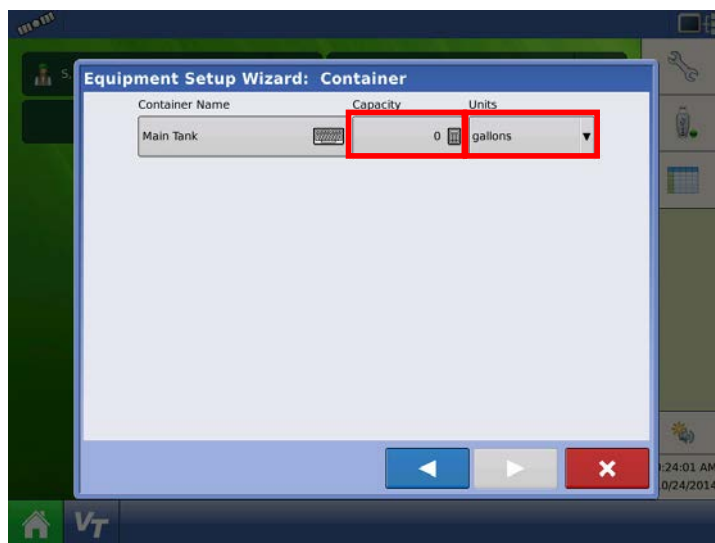 S,
Equipment Setup Wizard: Container
Container Name Capacity Units
Main Tank 0 gallons
:24:01 AM
0/24/2014
VT